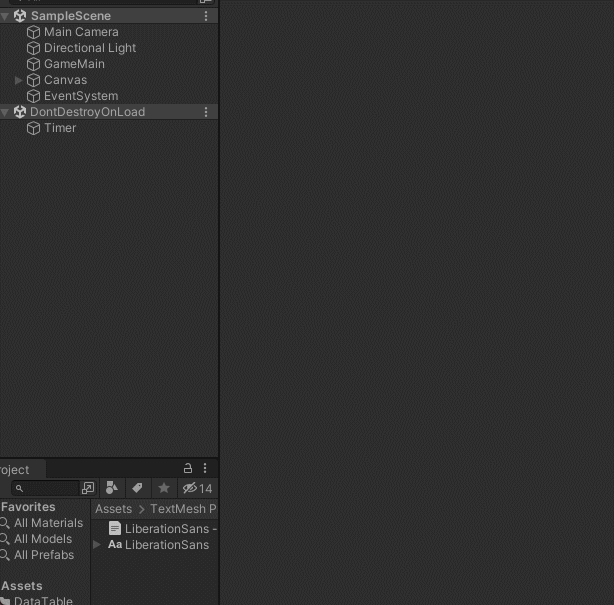 SampleScene
Main Camera
Directional Light
GameMain
Canvas
EventSystem
DontDestroyOnLoad
Timer
roject
14
Favorites
All Materials
All Models
All Prefabs
Assets
DataTable
Assets > TextMesh P
LiberationSans -
Aa LiberationSans